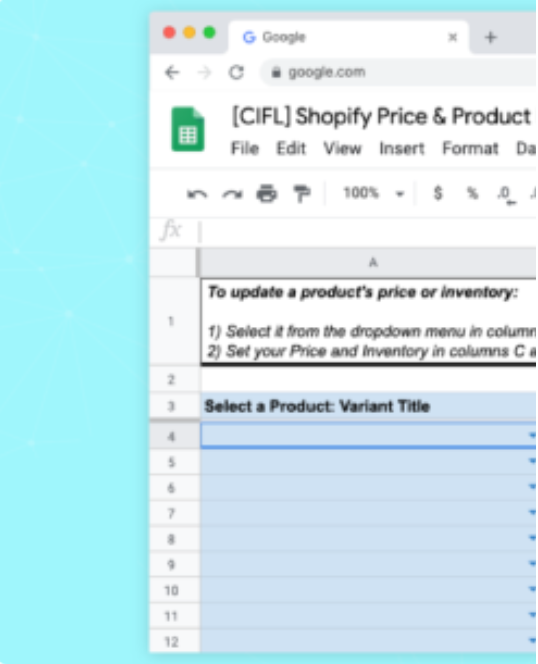 Google
google.com
[CIFL] Shopify Price & Product
File Edit View Insert Format Da
100% $ % .0
fx
A
1
To update a product's price or inventory:
1) Select it from the dropdown menu in column
2) Set your Price and Inventory in columns C a
2
3 Select a Product: Variant Title
4
5
6
7
8
9
10
11
12